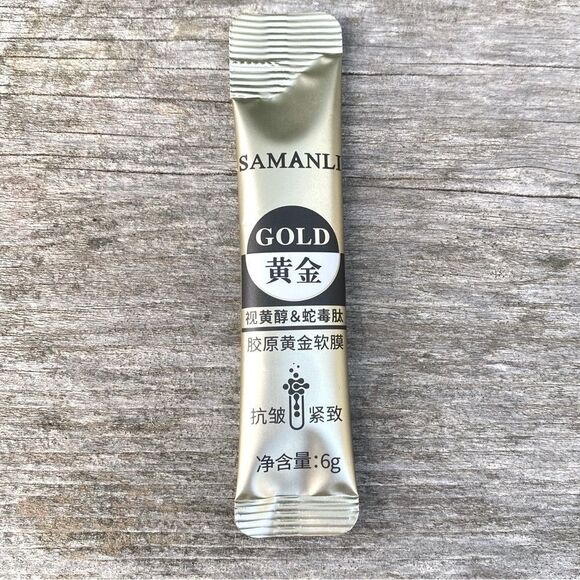 SAMANLI
GOLD
黄金
视黄醇&蛇毒肽
胶原黄金软膜
抗皱 紧致
净含量:6g